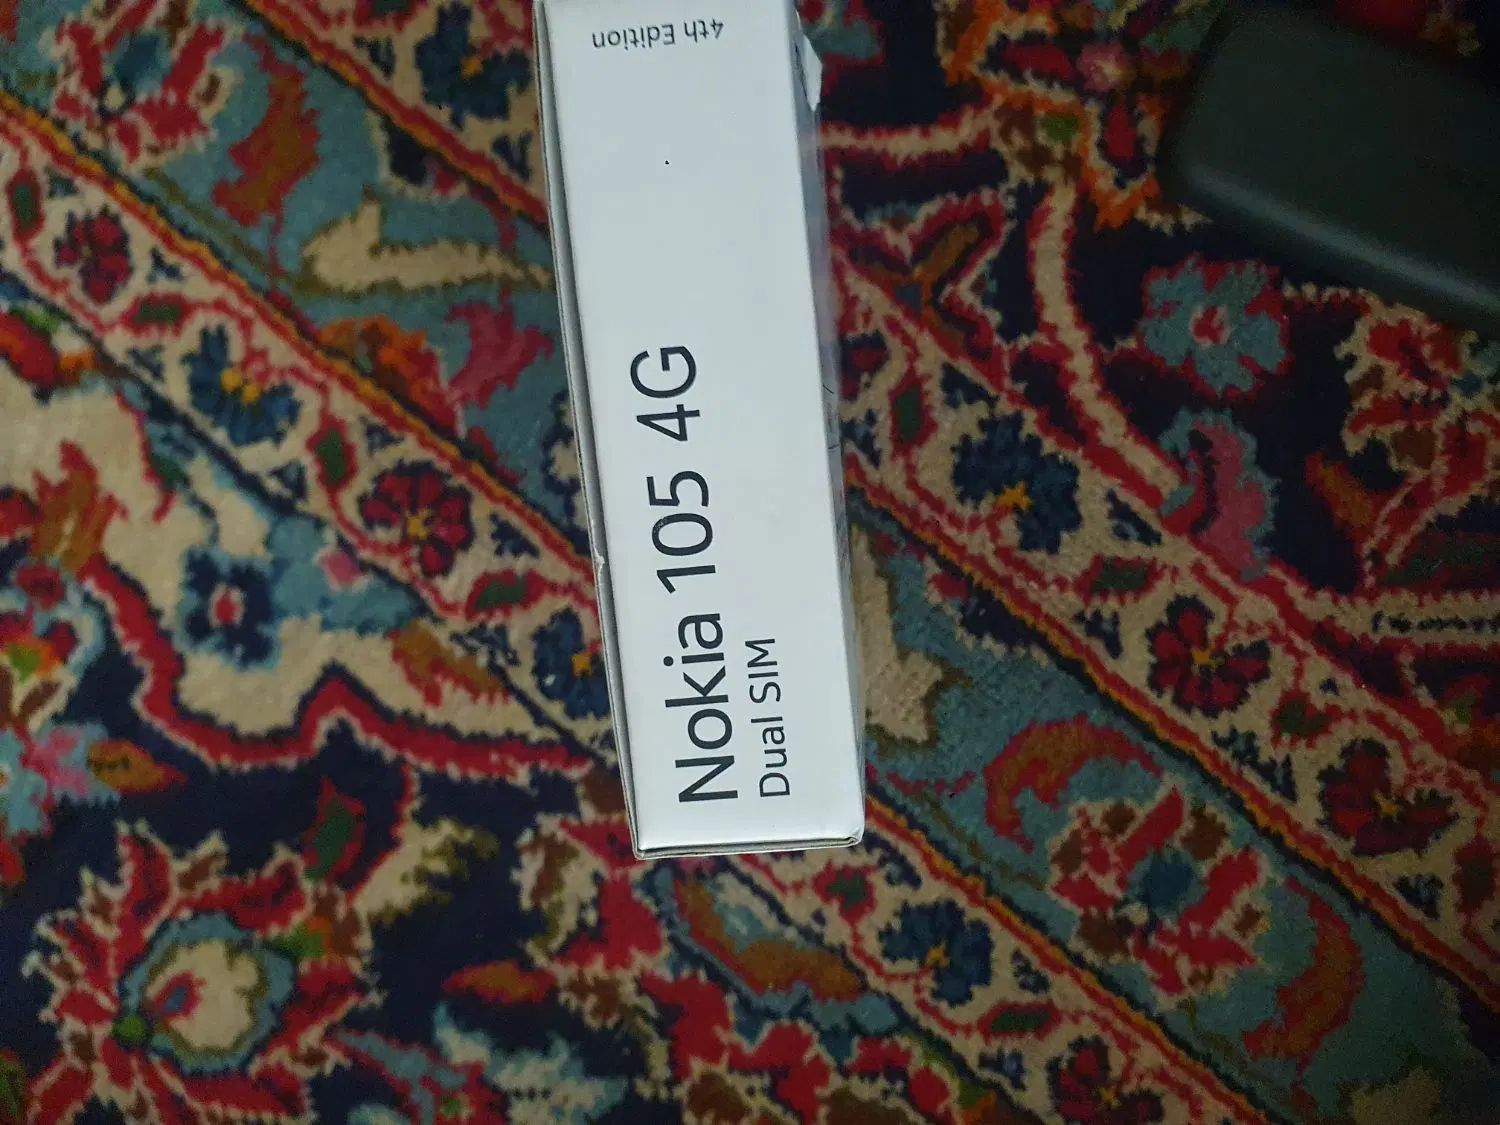 Nokia 105 4G
Dual SIM
4th Edition